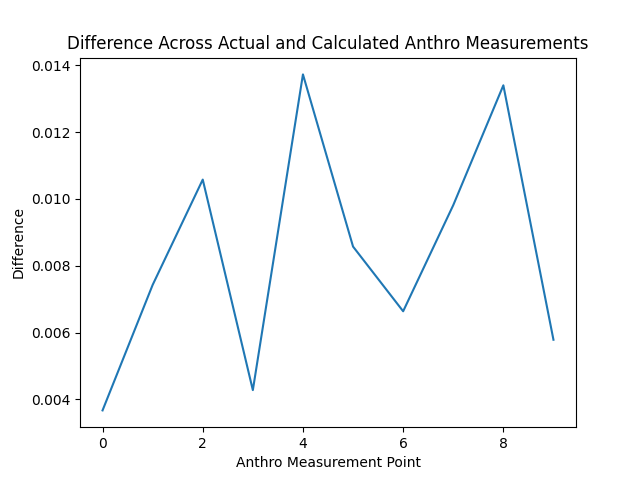 Difference Across Actual and Calculated Anthro Measurements
0.014
0.012
0.010
0.008
0.006
0.004
Difference
0 2 4 6 8
Anthro Measurement Point